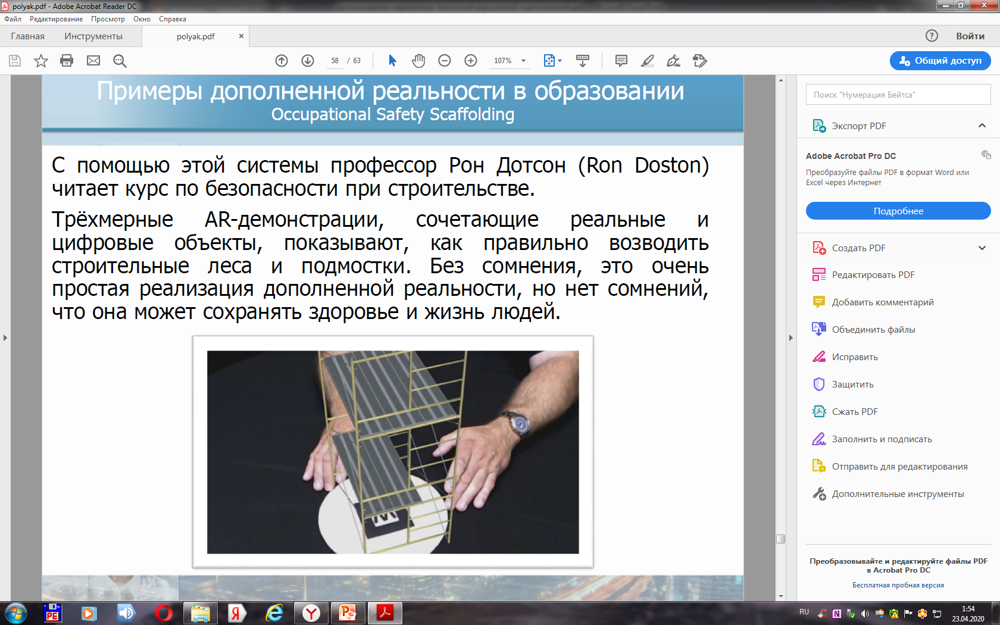 polyak.pdf - Adobe Acrobat Reader DC
Файл Редактирование Просмотр Окно Справка
Главная Инструменты polyak.pdf × ? Войти
58 / 63 107% Общий доступ
Примеры дополненной реальности в образовании
Occupational Safety Scaffolding
С помощью этой системы профессор Рон Дотсон (Ron Doston)
читает курс по безопасности при строительстве.
Трёхмерные AR-демонстрации, сочетающие реальные и
цифровые объекты, показывают, как правильно возводить
строительные леса и подмостки. Без сомнения, это очень
простая реализация дополненной реальности, но нет сомнений,
что она может сохранять здоровье и жизнь людей.
Поиск "Нумерация Бейтса"
Экспорт PDF
Adobe Acrobat Pro DC
Преобразуйте файлы PDF в формат Word или
Excel через Интернет
Подробнее
Создать PDF
Редактировать PDF
Добавить комментарий
Объединить файлы
Исправить
Защитить
Сжать PDF
Заполнить и подписать
Отправить для редактирования
Дополнительные инструменты
Преобразовывайте и редактируйте файлы PDF
в Acrobat Pro DC
Бесплатная пробная версия
PE Я Y P RU N 1:54
23.04.2020